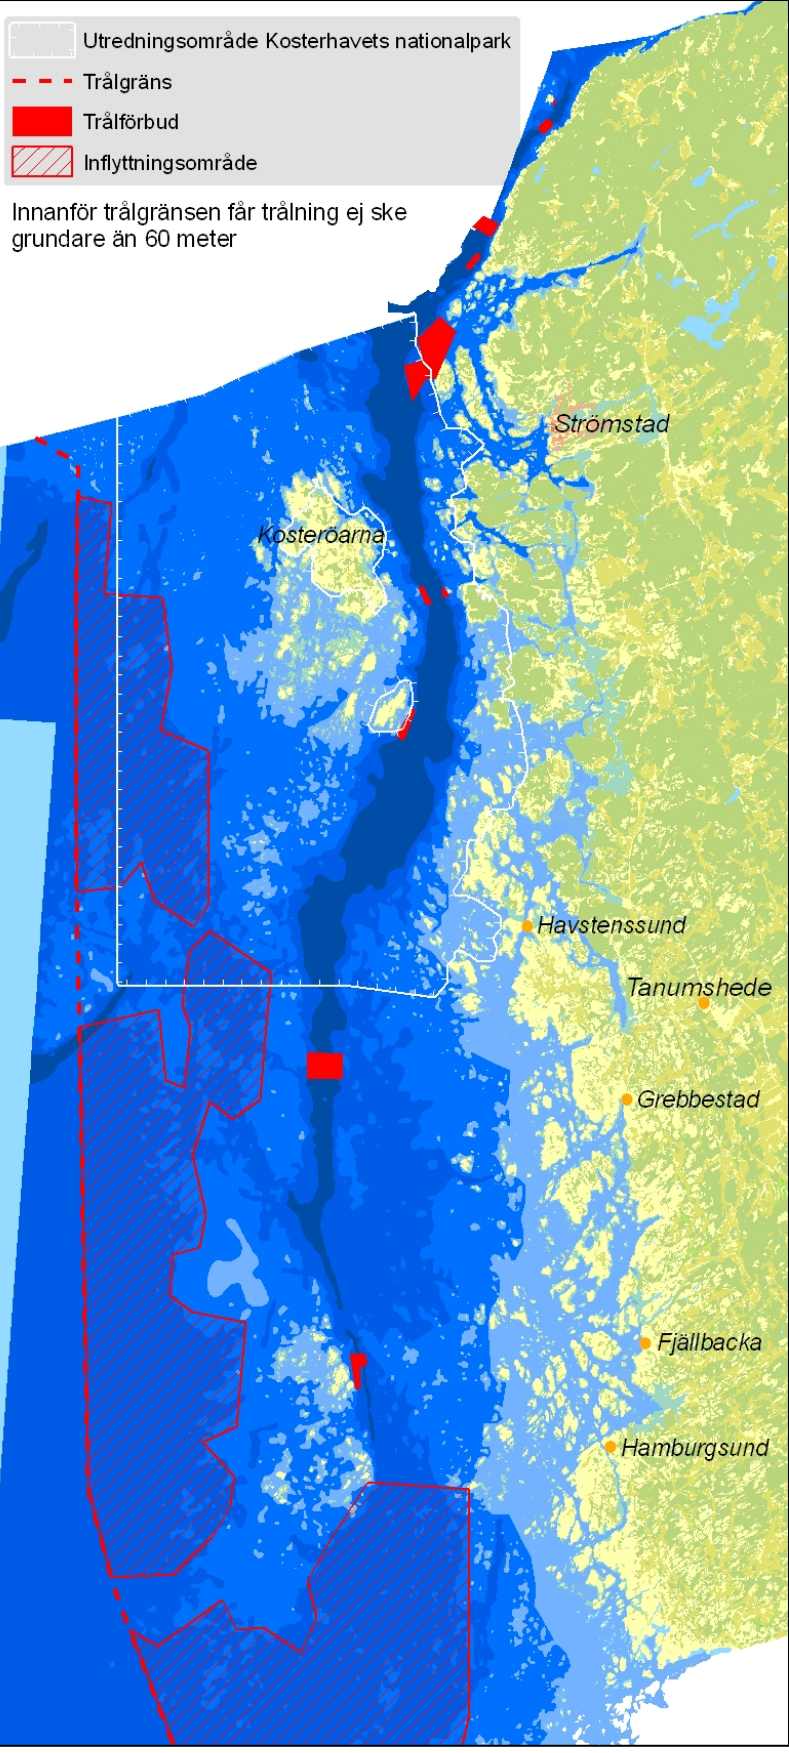 Utredningsområde Kosterhavets nationalpark
Trålgräns
Trålförbud
Inflyttningsområde
Innanför trålgränsen får trålning ej ske
grundare än 60 meter
Strömstad
Kosteröarna
Havstenssund
Tanumshede
Grebbestad
Fjällbacka
Hamburgsund